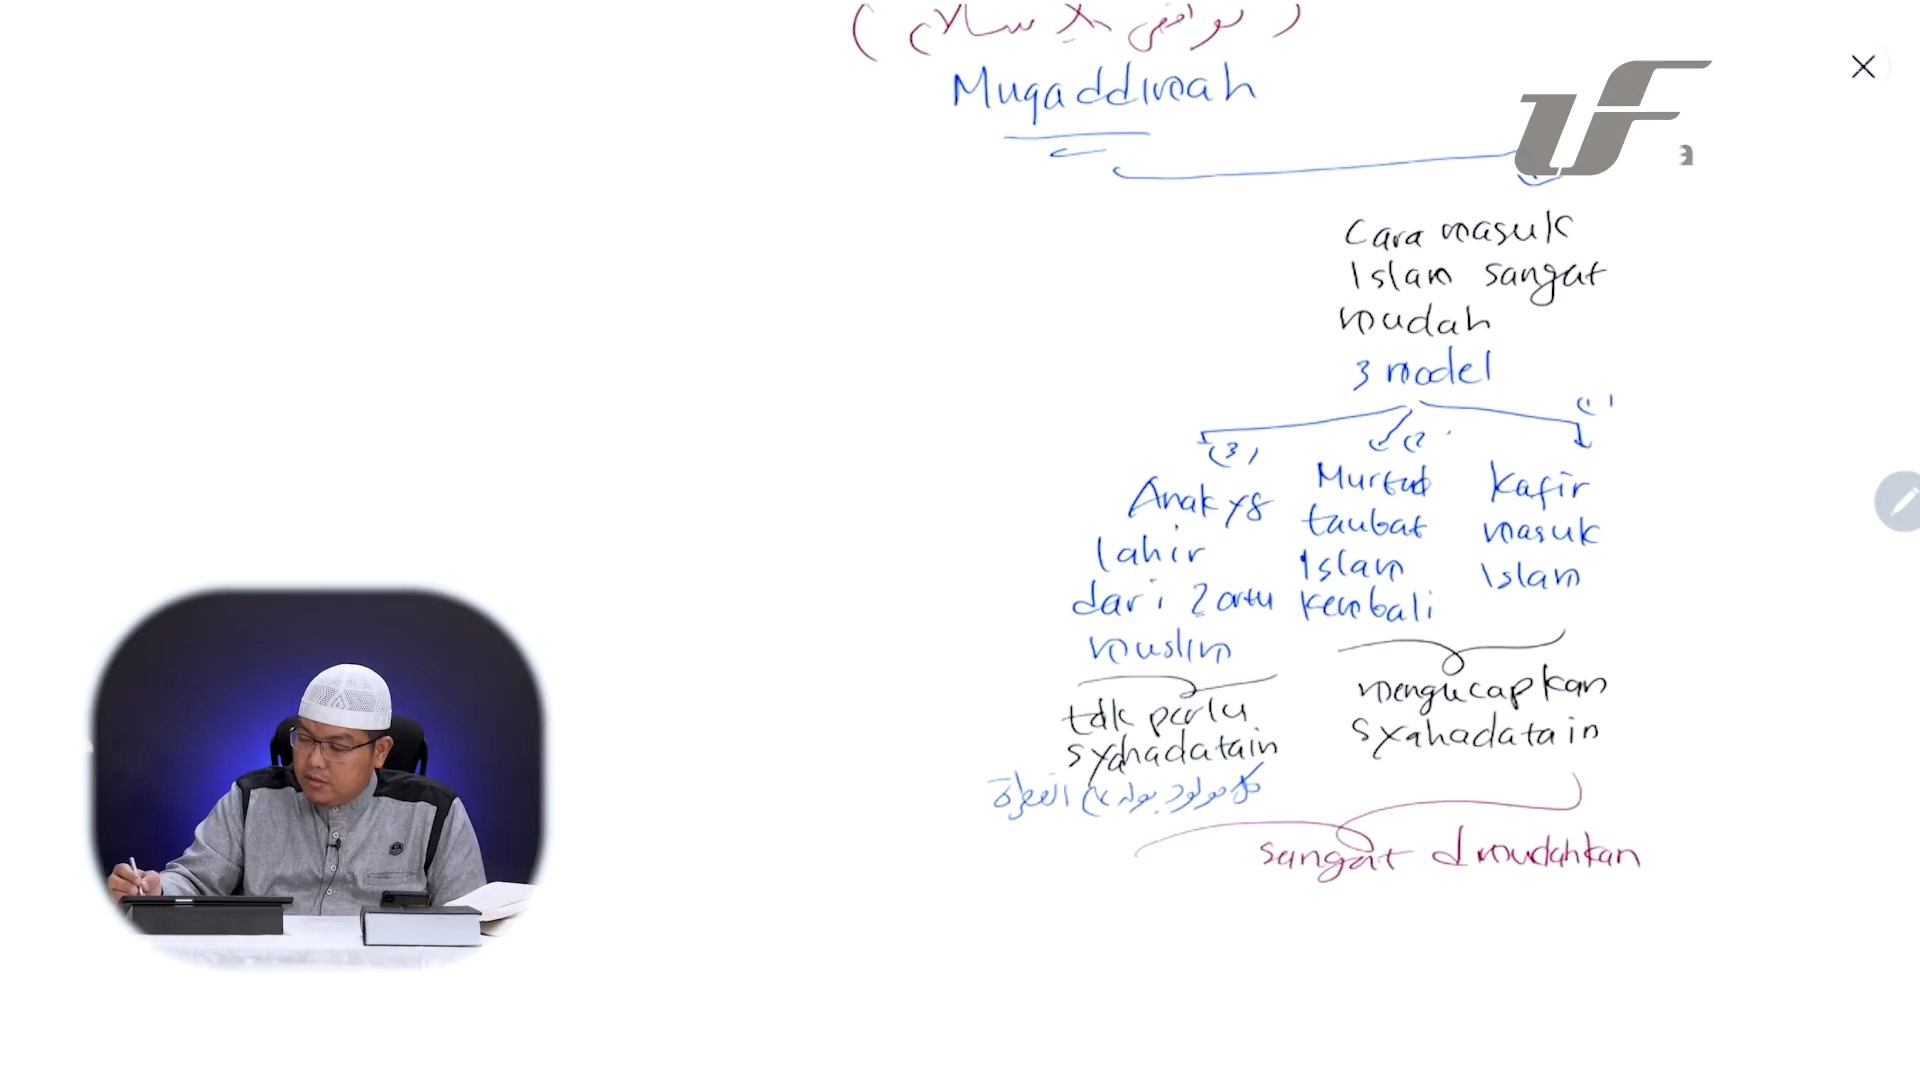 ( نواقض الإسلام )
Muqaddimah
UF
a
Cara masuk
Islam sangat
mudah
3 model
(1)
Kafir
masuk
Islam
(2
Murtad
taubat
Islam
kembali
mengucapkan
syahadatain
(3)
Anak yg
lahir
dari 2 ortu
muslim
tdk perlu
syahadatain
كل مولود يولد على الفطرة
sangat dimudahkan